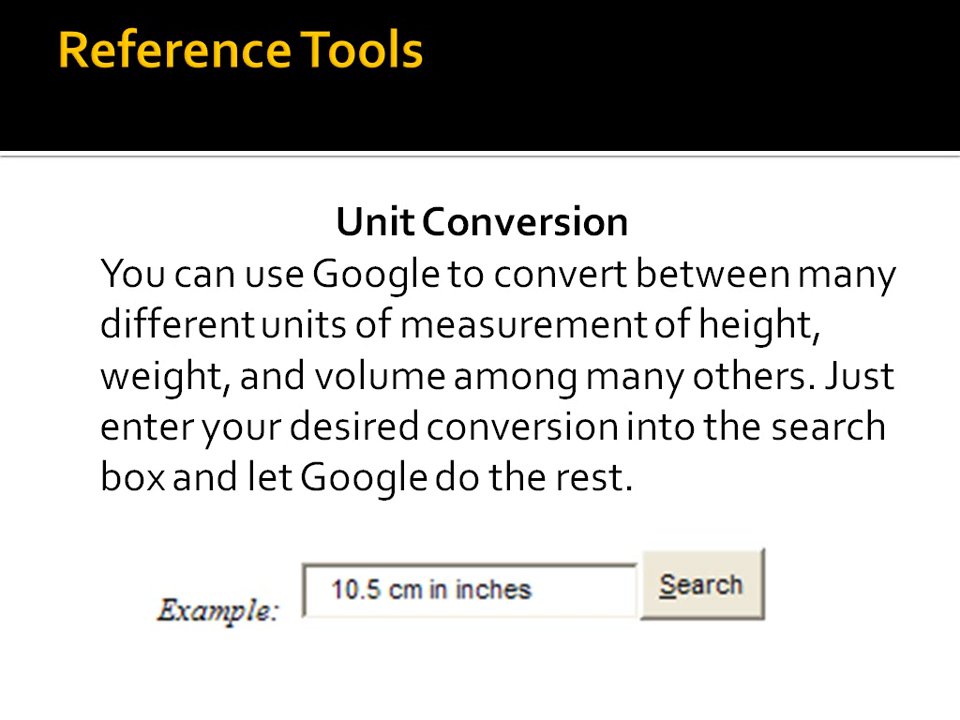 Reference Tools
Unit Conversion
You can use Google to convert between many
different units of measurement of height,
weight, and volume among many others. Just
enter your desired conversion into the search
box and let Google do the rest.
Example: 10.5 cm in inches Search